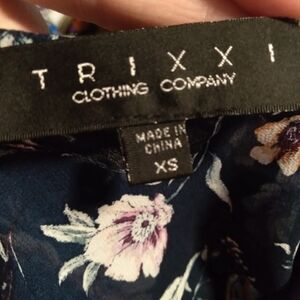 TRIXXI
CLOTHING COMPANY
MADE IN
CHINA
XS